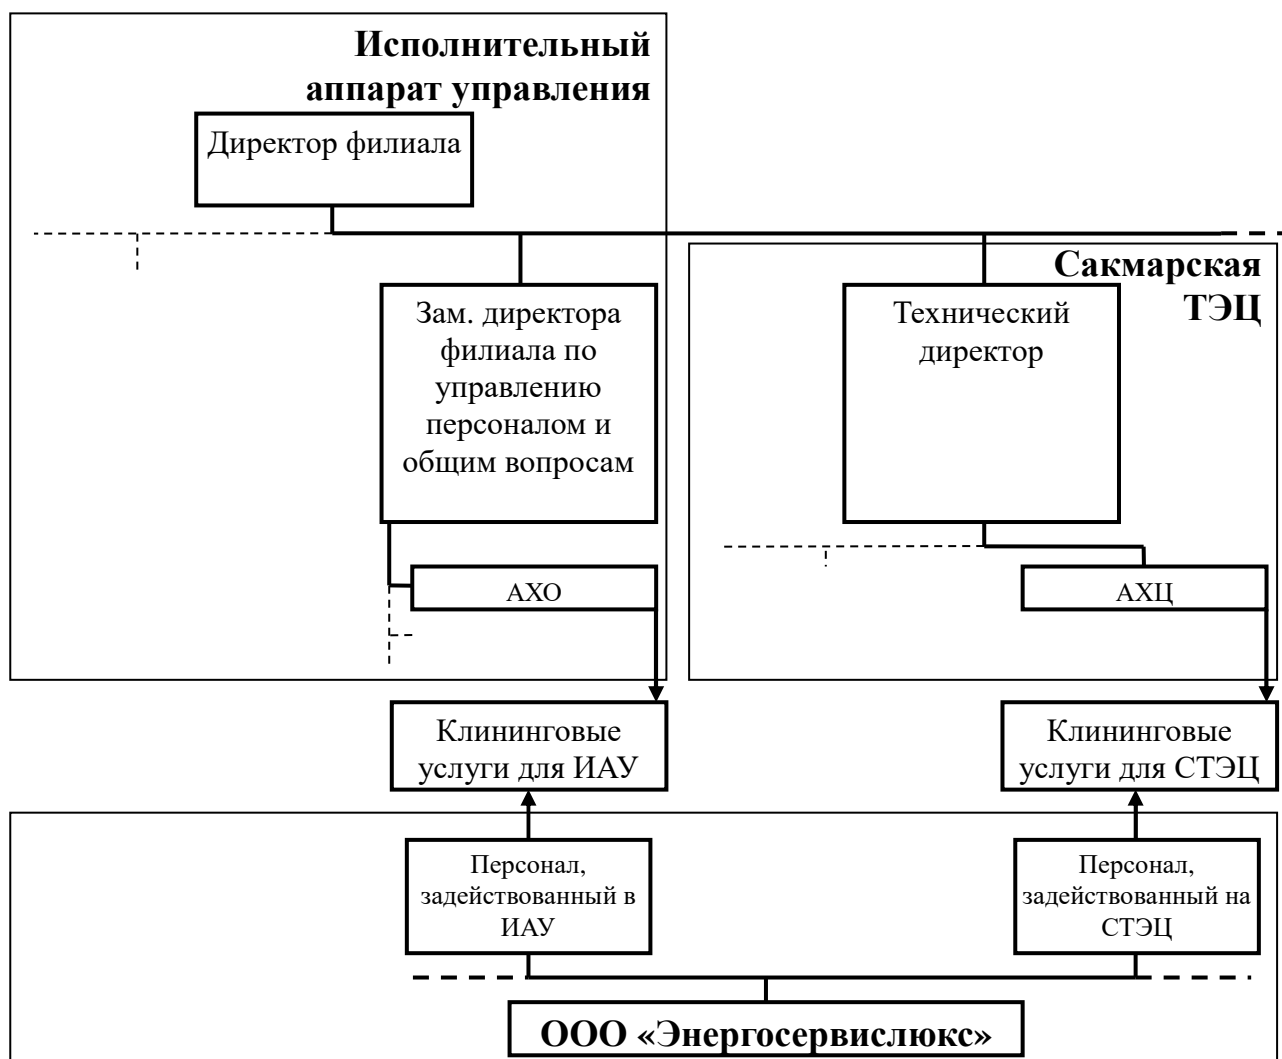 Исполнительный
аппарат управления
Директор филиала
Сакмарская
ТЭЦ
Зам. директора
филиала по
управлению
персоналом и
общим вопросам
Технический
директор
АХО
АХЦ
Клининговые
услуги для ИАУ
Клининговые
услуги для СТЭЦ
Персонал,
задействованный в
ИАУ
Персонал,
задействованный на
СТЭЦ
ООО «Энергосервислюкс»